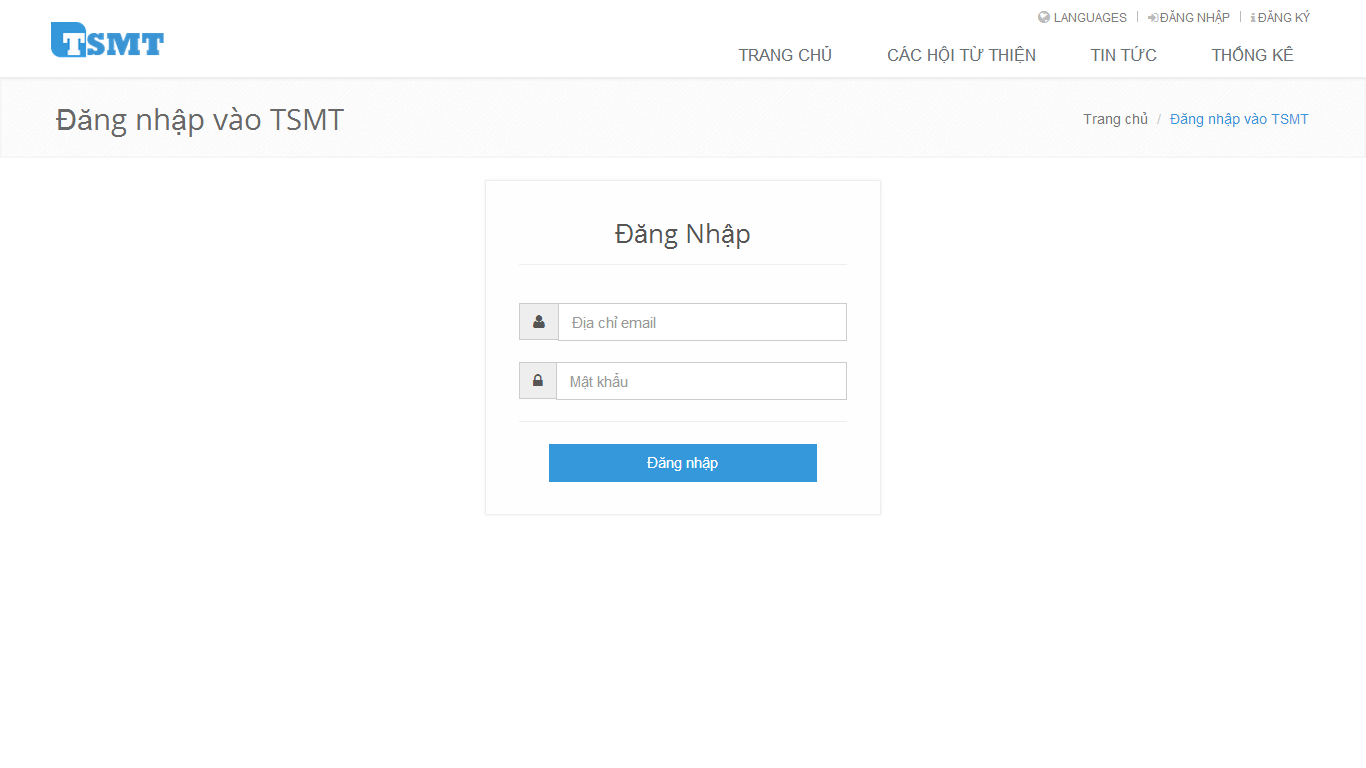 LANGUAGES ĐĂNG NHẬP ĐĂNG KÝ
TSMT
TRANG CHỦ CÁC HỘI TỪ THIỆN TIN TỨC THỐNG KÊ
Đăng nhập vào TSMT
Trang chủ / Đăng nhập vào TSMT
Đăng Nhập
Địa chỉ email
Mật khẩu
Đăng nhập